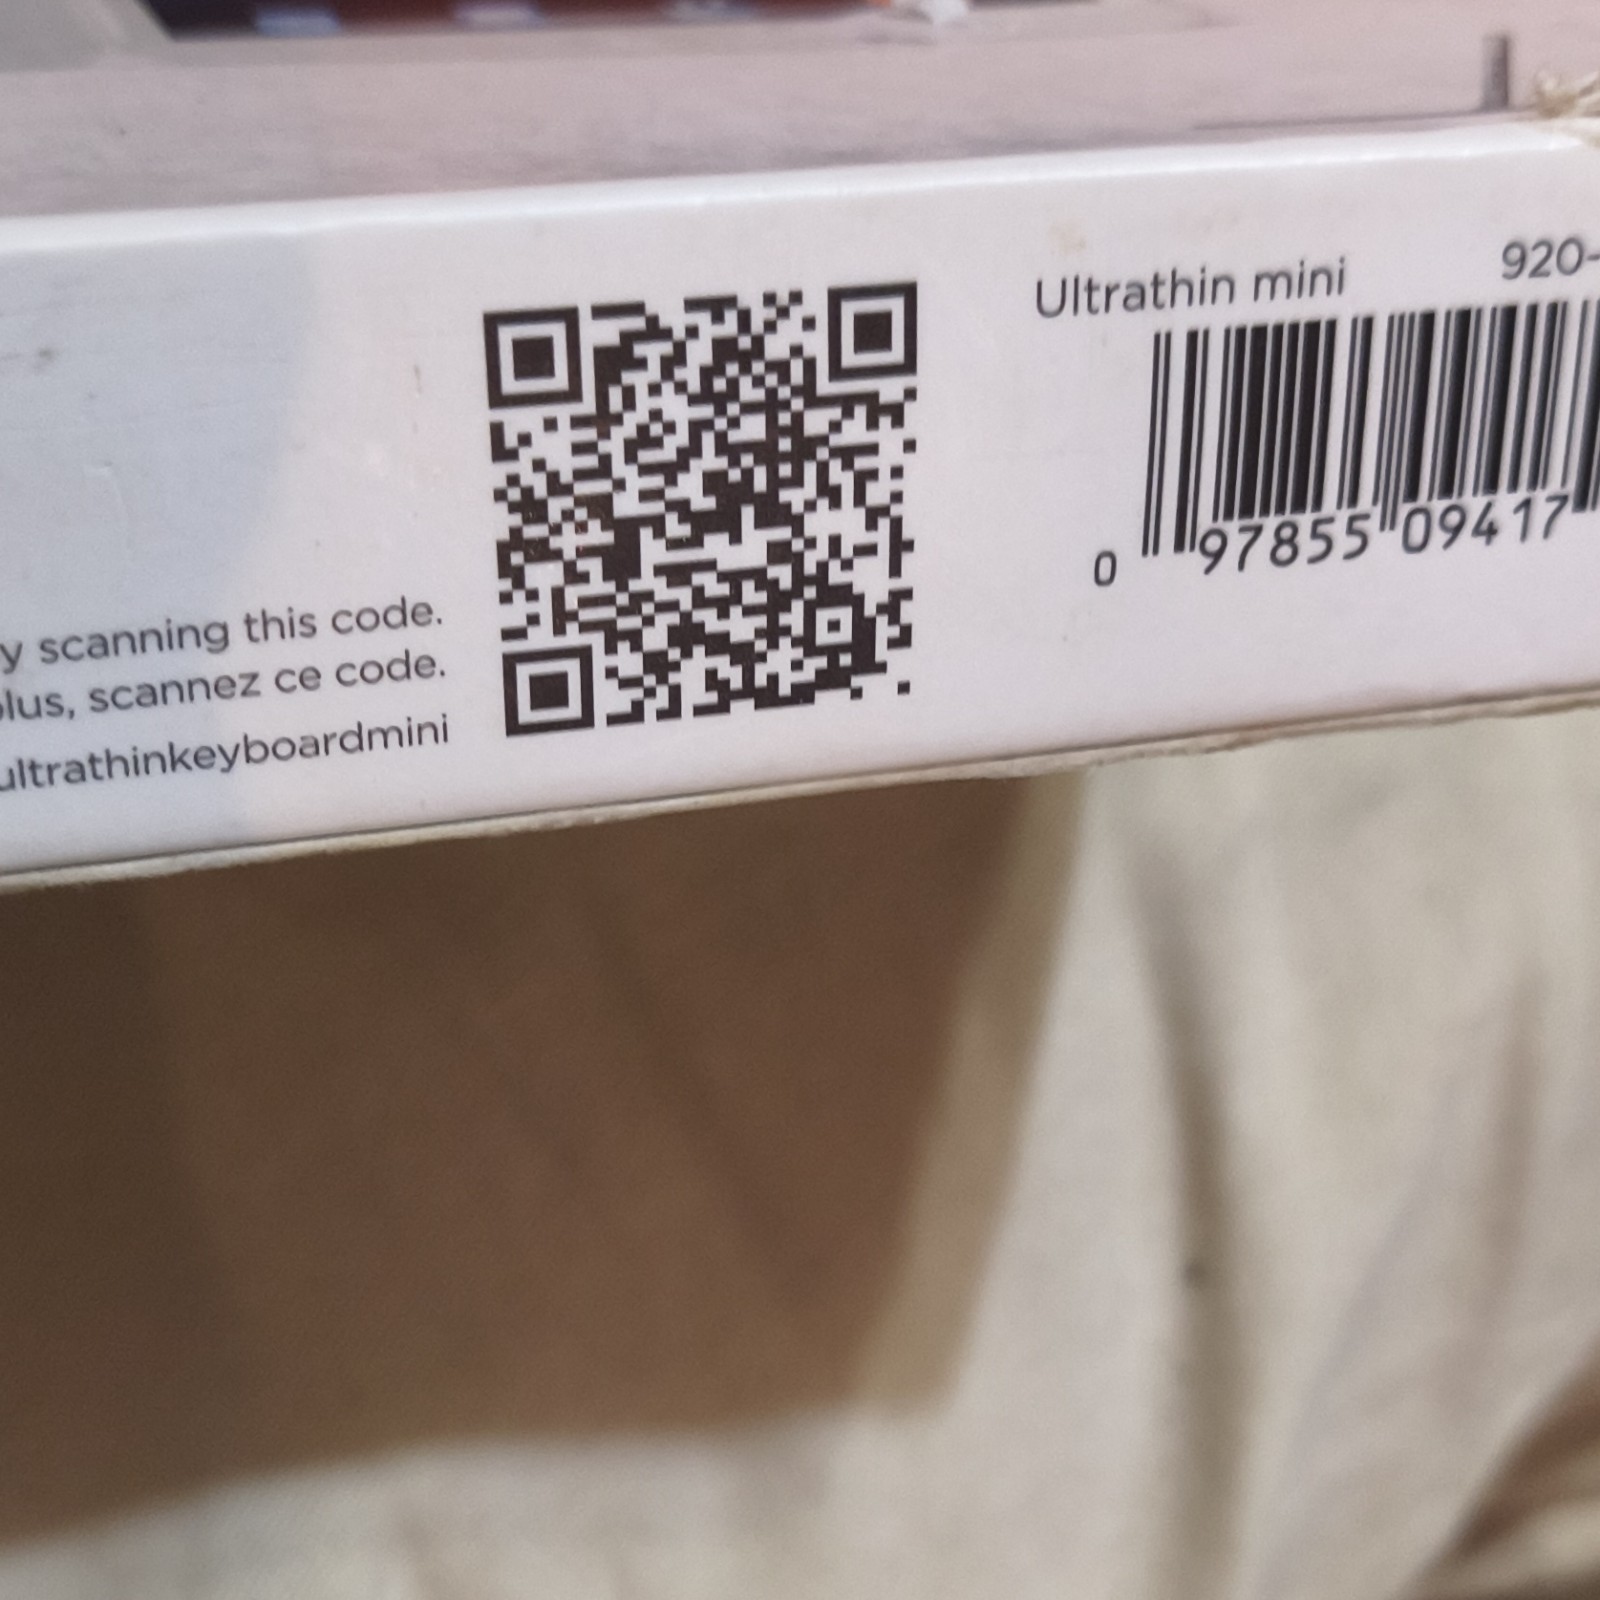 y scanning this code.
plus, scannez ce code.
ultrathinkeyboardmini
Ultrathin mini 920-
0 97855 09417